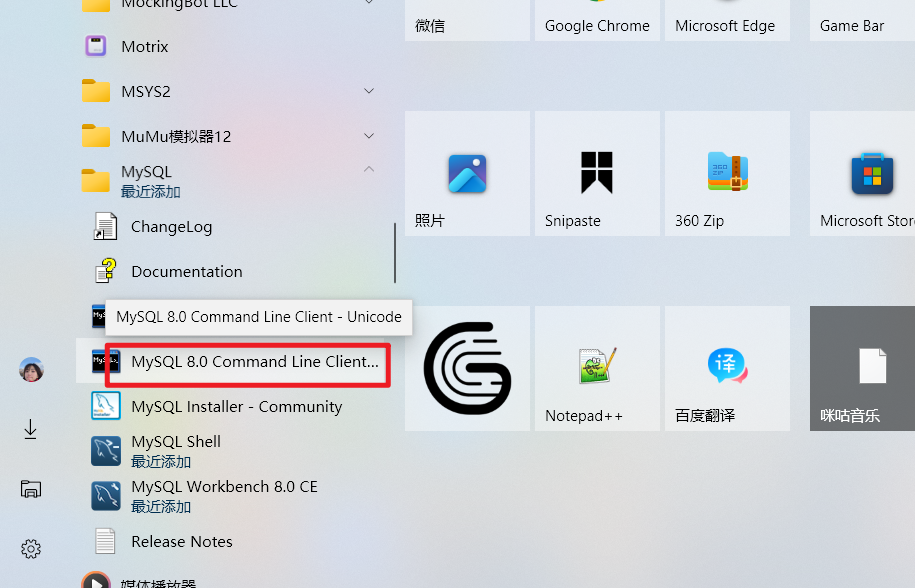 MockingBot LLC
Motrix
MSYS2
MuMu模拟器12
MySQL
最近添加
ChangeLog
Documentation
MySQL 8.0 Command Line Client - Unicode
MySQL 8.0 Command Line Client...
MySQL Installer - Community
MySQL Shell
最近添加
MySQL Workbench 8.0 CE
最近添加
Release Notes
媒体播放器
微信
Google Chrome
Microsoft Edge
Game Bar
照片
Snipaste
360 Zip
Microsoft Stor
Notepad++
译
百度翻译
咪咕音乐